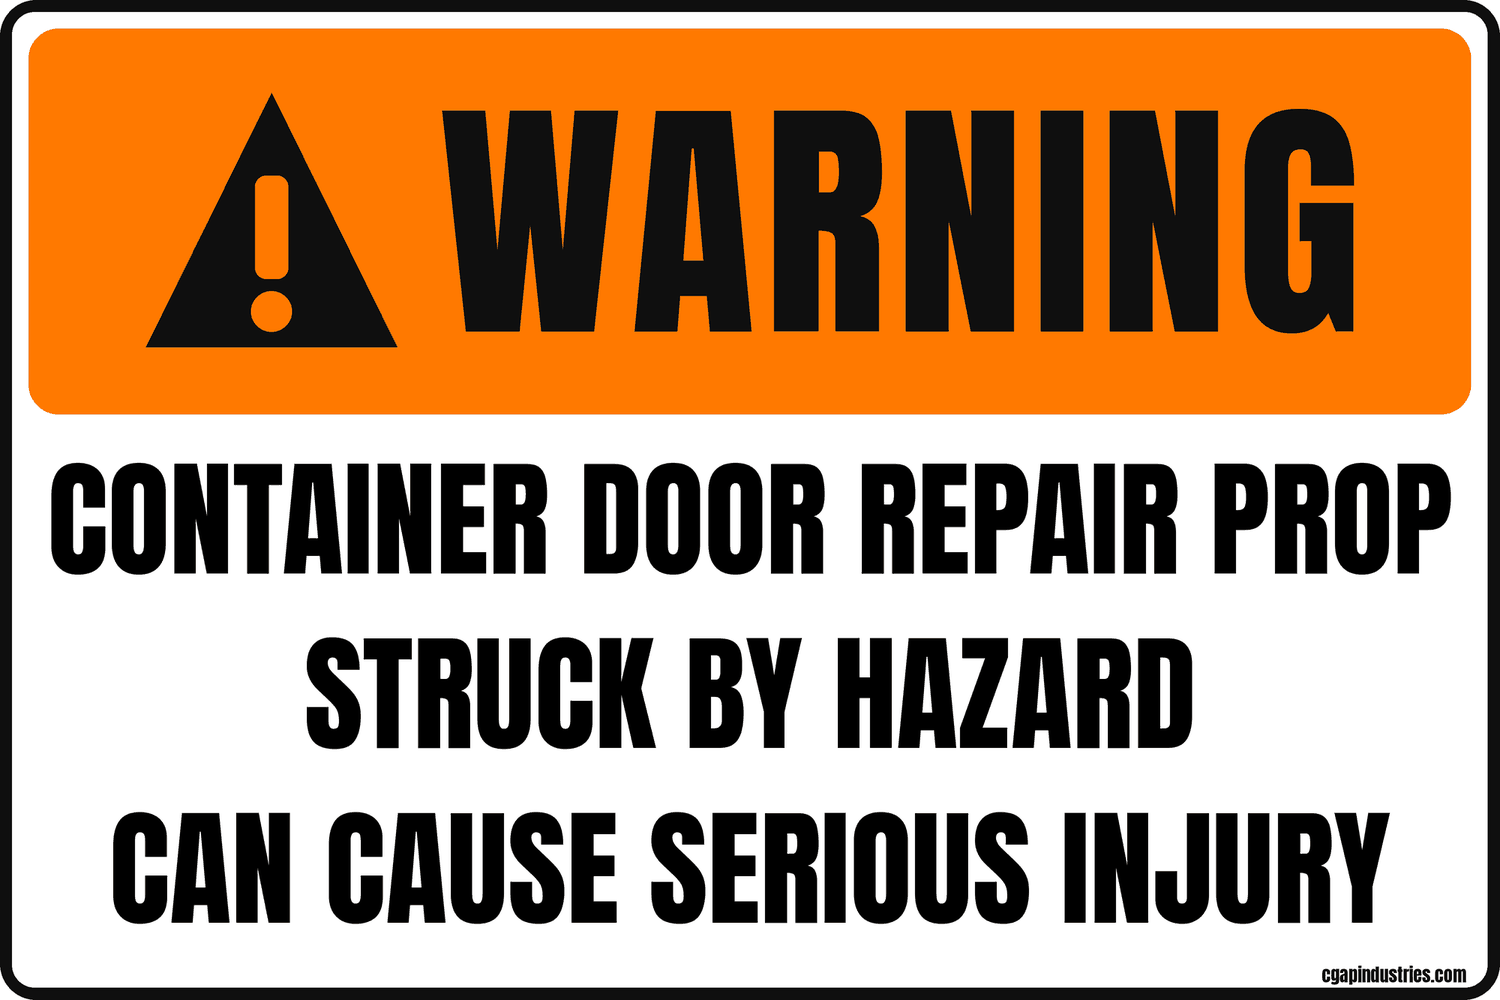 WARNING
CONTAINER DOOR REPAIR PROP
STRUCK BY HAZARD
CAN CAUSE SERIOUS INJURY
cgapindustries.com